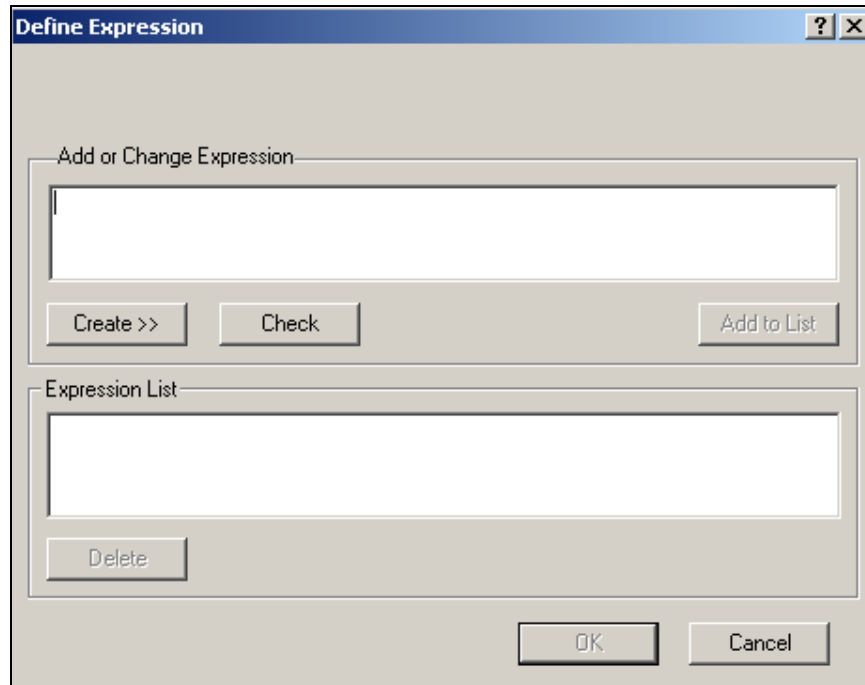 Define Expression
Add or Change Expression
Create >> Check Add to List
Expression List
Delete
OK Cancel